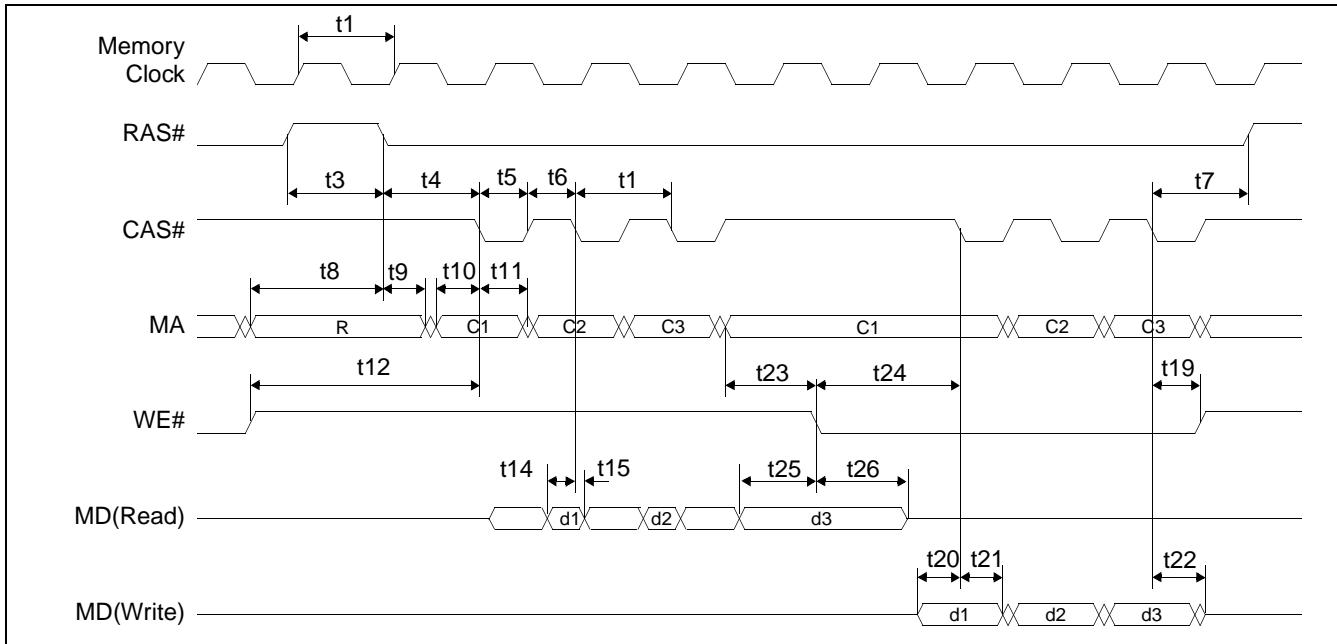 t1
Memory
Clock
RAS#
t3 t4 t5 t6 t1 t7
CAS#
t8 t9 t10 t11
MA R C1 C2 C3 C1 C2 C3
t12 t23 t24 t19
WE#
t14 t15 t25 t26
MD(Read) d1 d2 d3
t20 t21 t22
MD(Write) d1 d2 d3